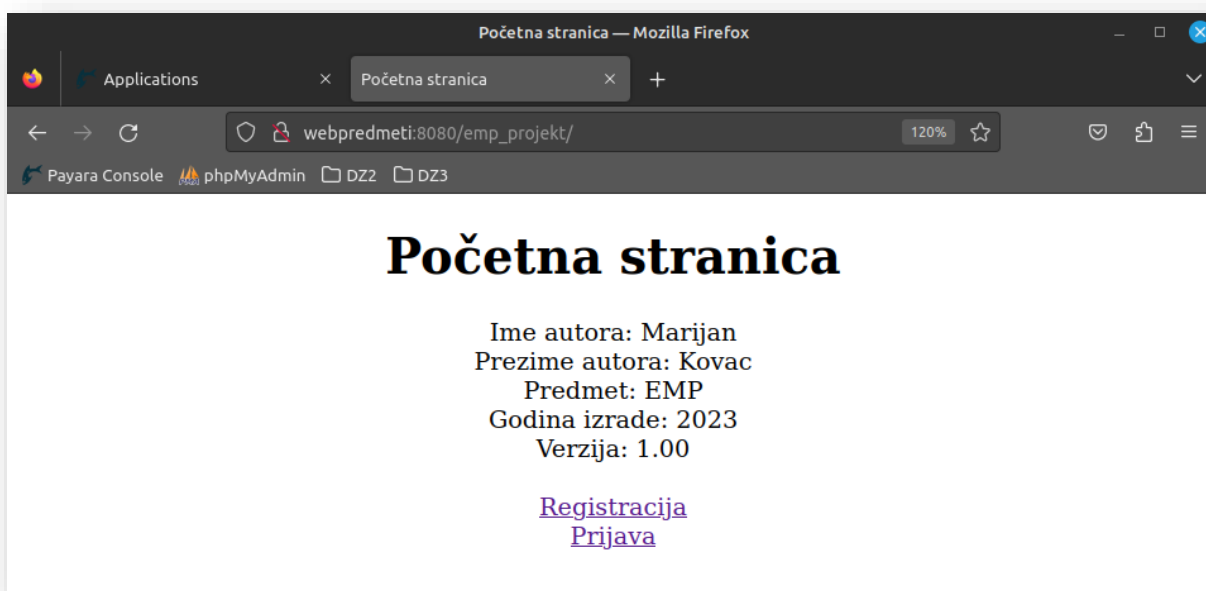 Početna stranica — Mozilla Firefox
Applications
Početna stranica
webpredmeti:8080/emp_projekt/
120%
Payara Console phpMyAdmin DZ2 DZ3
Početna stranica
Ime autora: Marijan
Prezime autora: Kovac
Predmet: EMP
Godina izrade: 2023
Verzija: 1.00
Registracija
Prijava